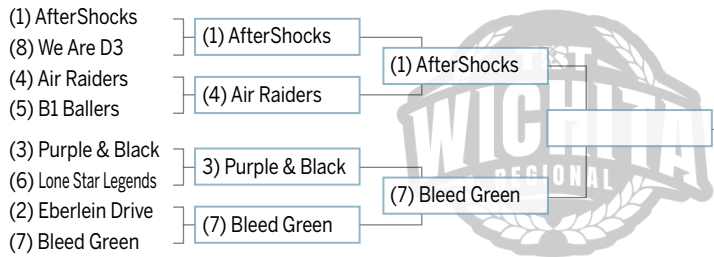 (1) AfterShocks
(8) We Are D3
(4) Air Raiders
(5) B1 Ballers
(3) Purple & Black
(6) Lone Star Legends
(2) Eberlein Drive
(7) Bleed Green
(1) AfterShocks
(4) Air Raiders
3) Purple & Black
(7) Bleed Green
(1) AfterShocks
(7) Bleed Green
WICHITA
REGIONAL